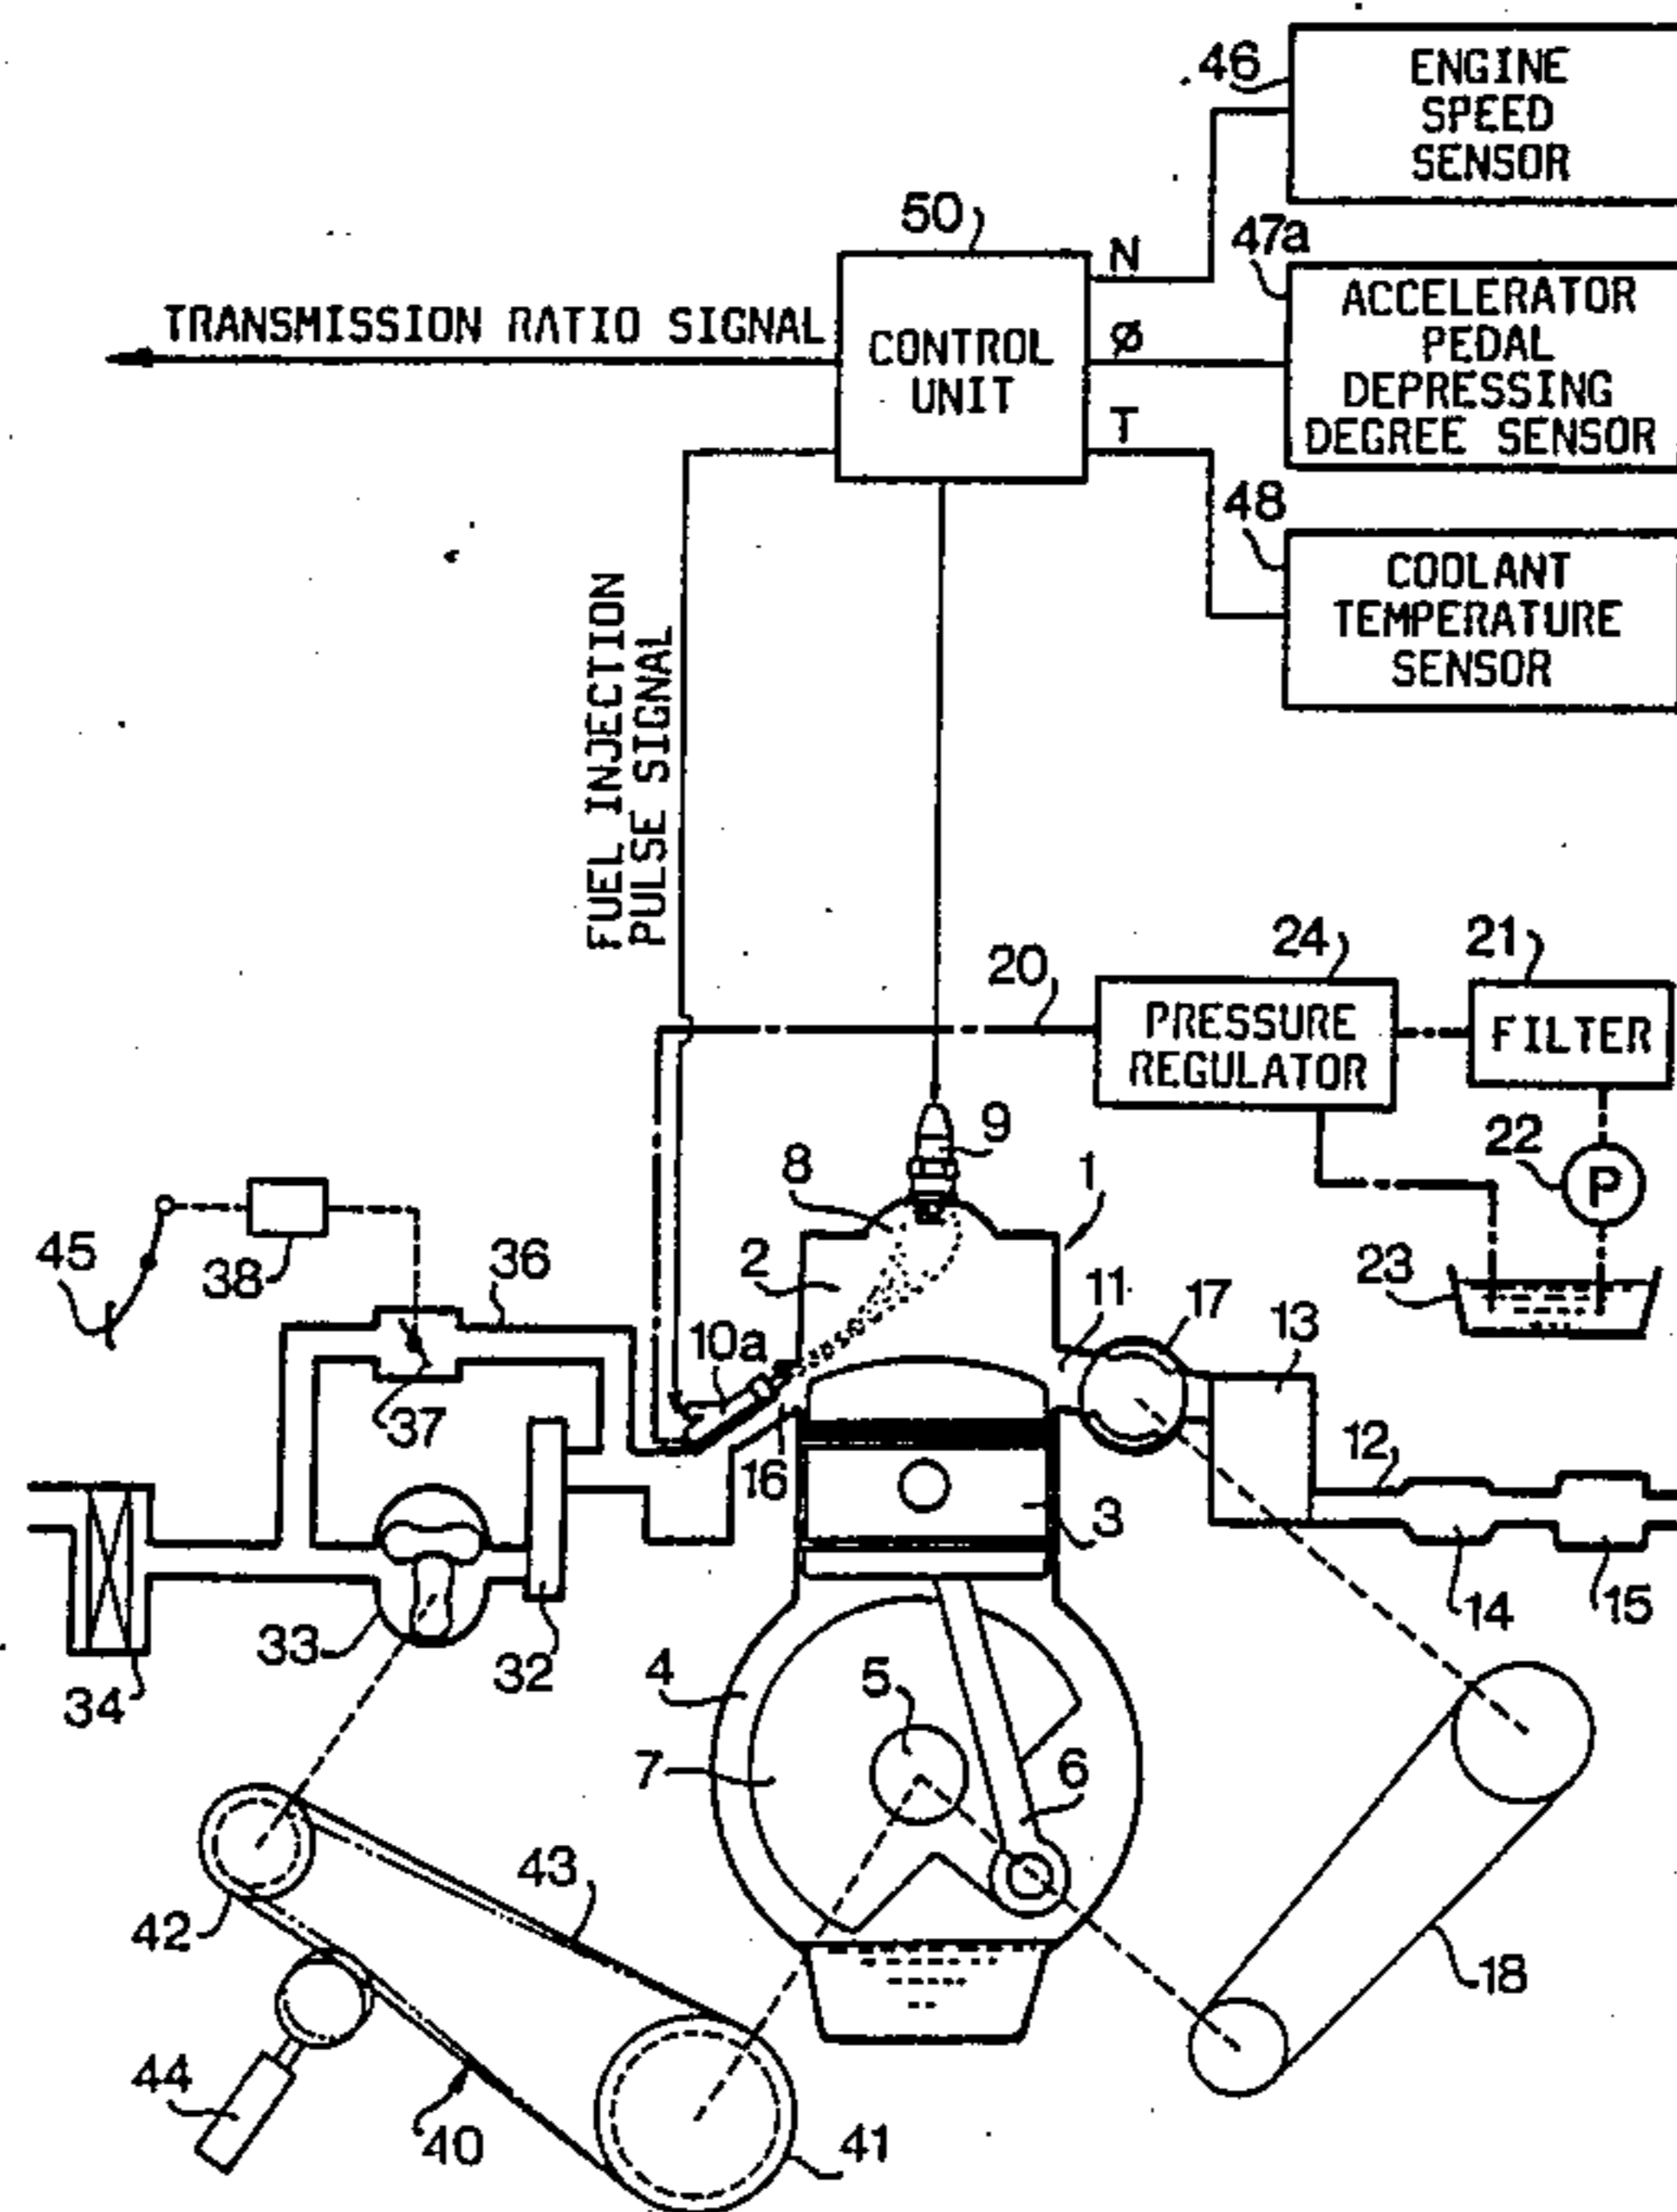 46
ENGINE
SPEED
SENSOR
50
N
47a
TRANSMISSION RATIO SIGNAL
CONTROL
UNIT
Ø
ACCELERATOR
PEDAL
DEPRESSING
DEGREE SENSOR
T
48
COOLANT
TEMPERATURE
SENSOR
FUEL INJECTION
PULSE SIGNAL
20
24
21
PRESSURE
REGULATOR
FILTER
22
P
9
8
1
45
38
36
2
11
17
13
23
10a
37
16
12
3
33
32
34
14
15
4
5
7
6
43
42
18
44
40
41